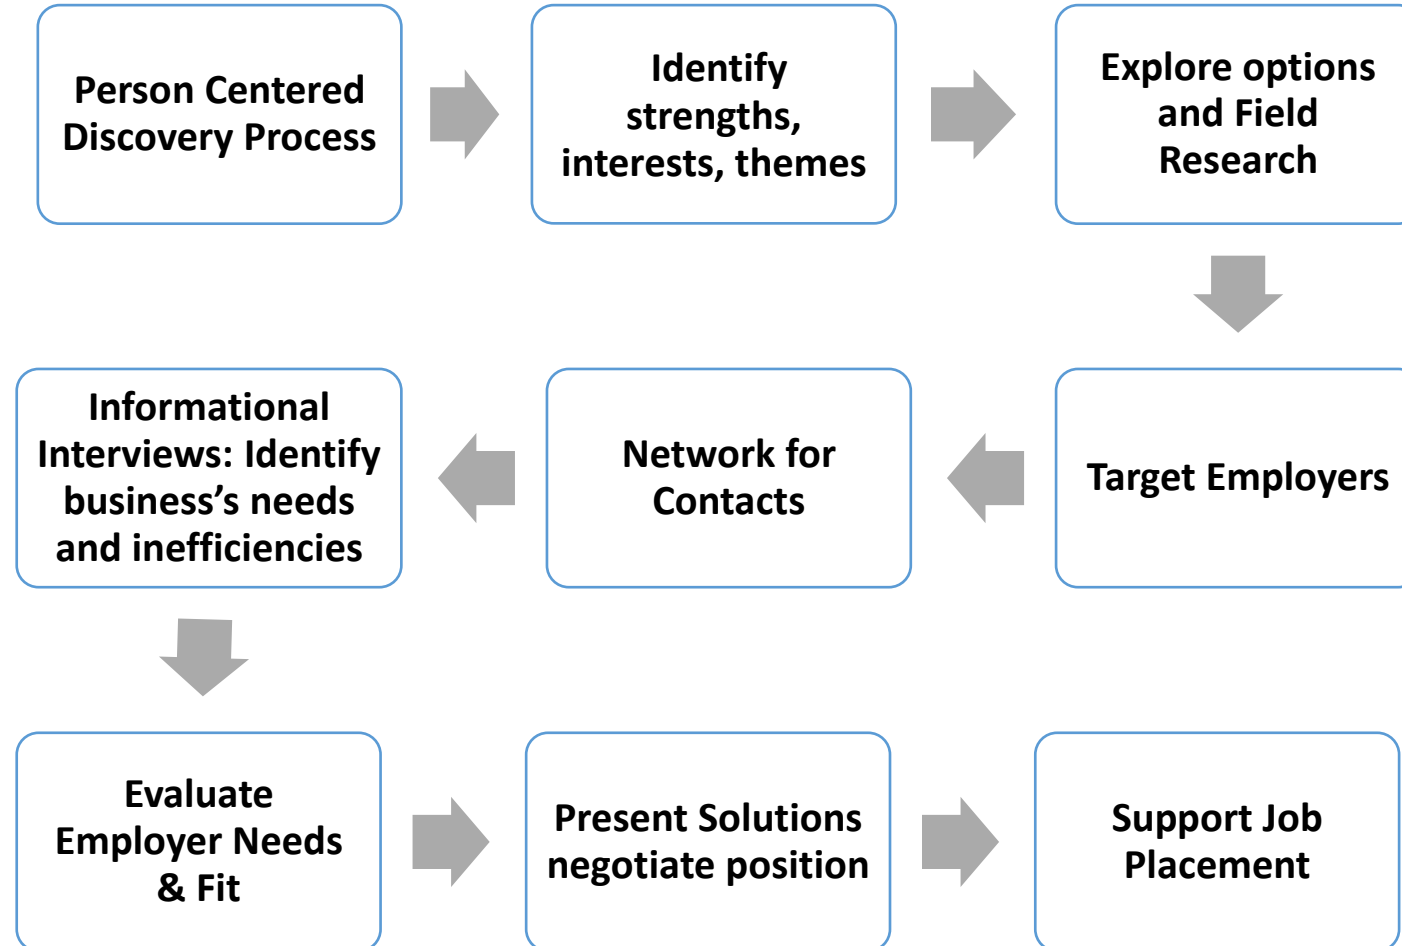 Person Centered
Discovery Process
Identify
strengths,
interests, themes
Explore options
and Field
Research
Target Employers
Network for
Contacts
Informational
Interviews: Identify
business’s needs
and inefficiencies
Evaluate
Employer Needs
& Fit
Present Solutions
negotiate position
Support Job
Placement